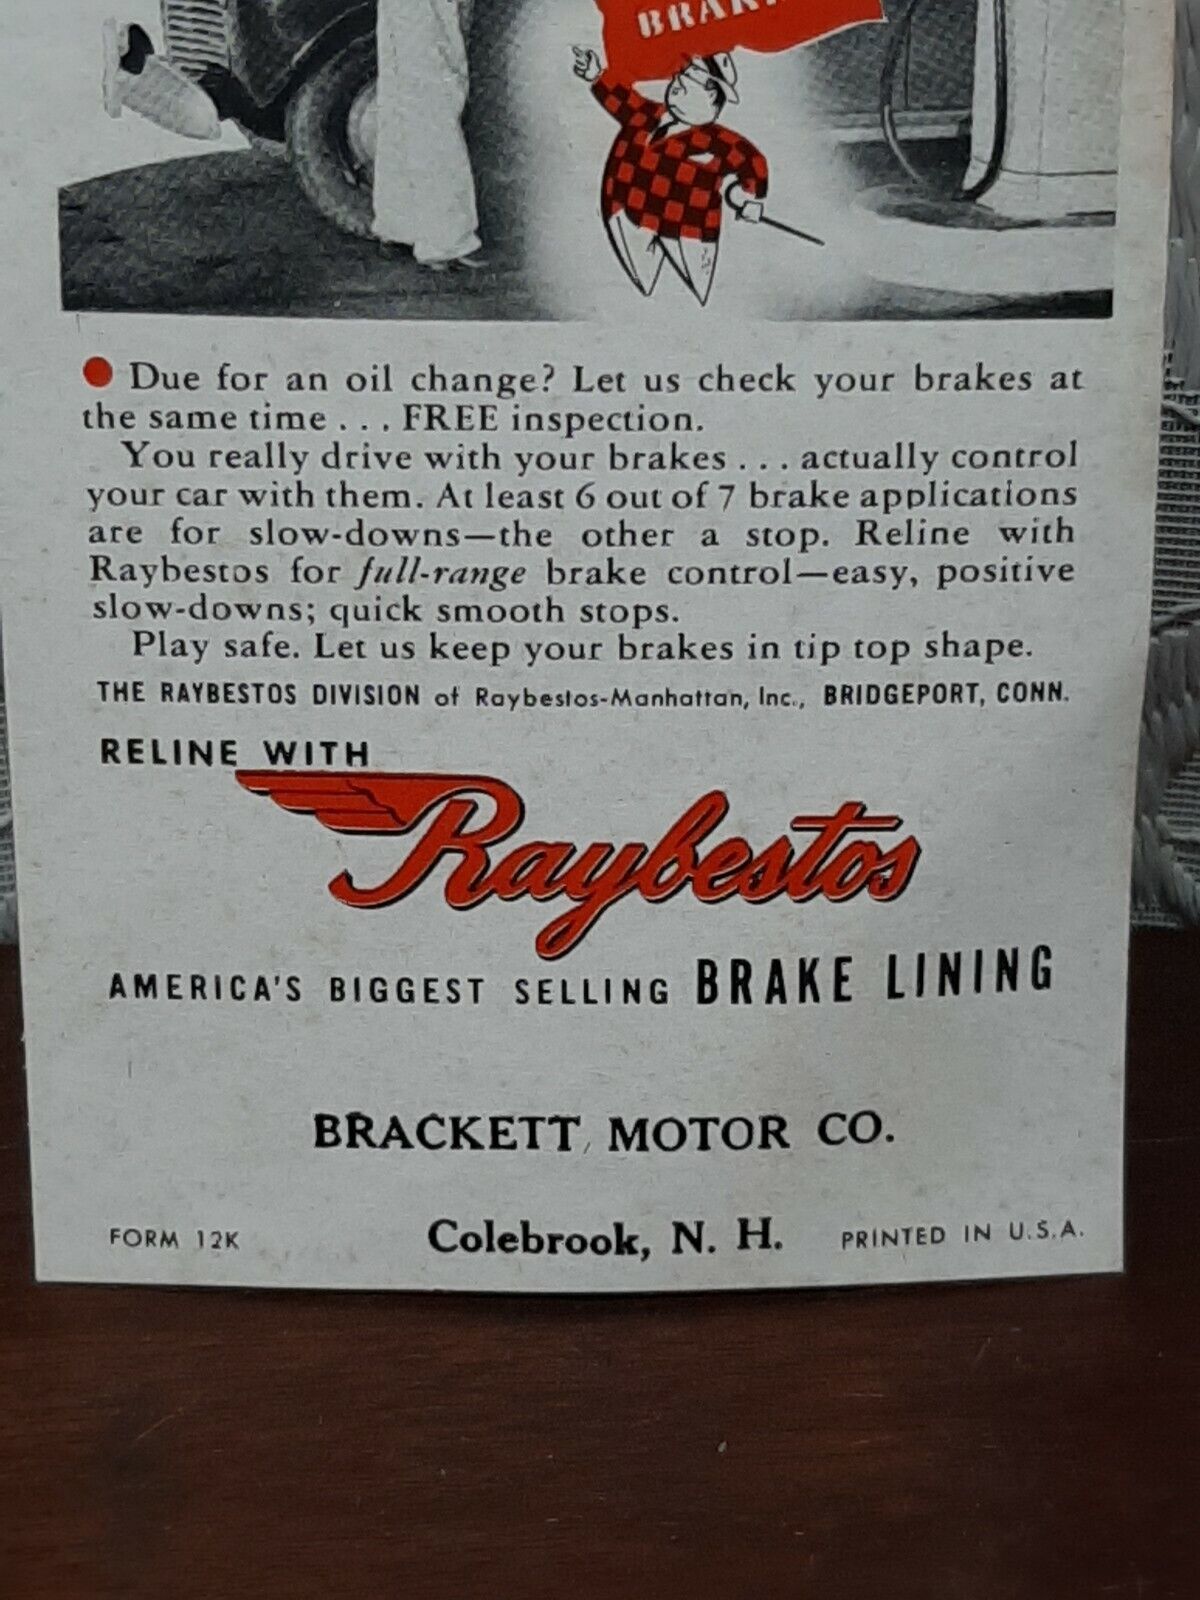 ● Due for an oil change? Let us check your brakes at
the same time . . . FREE inspection.
You really drive with your brakes . . . actually control
your car with them. At least 6 out of 7 brake applications
are for slow-downs—the other a stop. Reline with
Raybestos for full-range brake control—easy, positive
slow-downs; quick smooth stops.
Play safe. Let us keep your brakes in tip top shape.
THE RAYBESTOS DIVISION of Raybestos-Manhattan, Inc., BRIDGEPORT, CONN.
RELINE WITH
Raybestos
AMERICA'S BIGGEST SELLING BRAKE LINING
BRACKETT MOTOR CO.
FORM 12K Colebrook, N. H. PRINTED IN U.S.A.